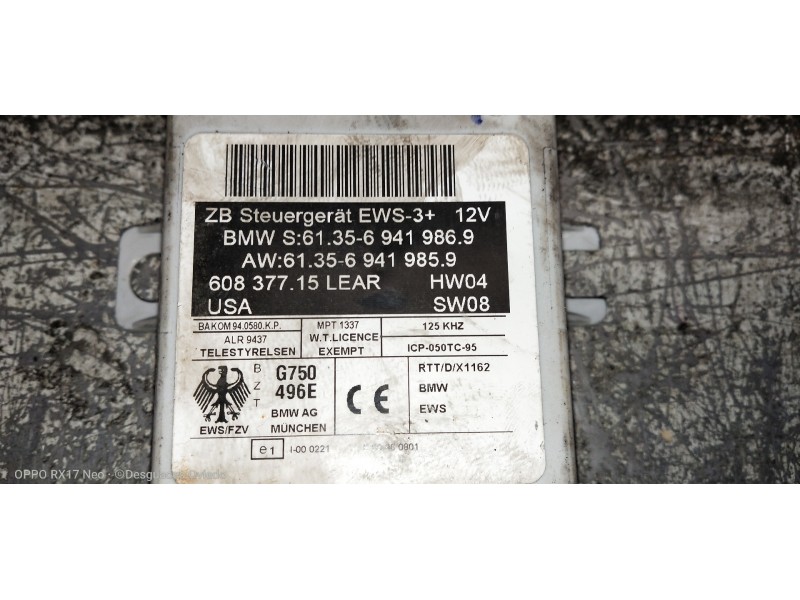 ZB Steuergerät EWS-3+ 12V
BMW S:61.35-6 941 986.9
AW:61.35-6 941 985.9
608 377.15 LEAR HW04
USA SW08
BAKOM 94.0580.K.P.
ALR 9437
TELESTYRELSEN
MPT 1337
W.T.LICENCE
EXEMPT
125 KHZ
ICP-050TC-95
EWS/FZV
B
Z
T
G750
496E
BMW AG
MÜNCHEN
CE
RTT/D/X1162
BMW
EWS
e1 I-00 0221 0801
OPPO RX17 Neo